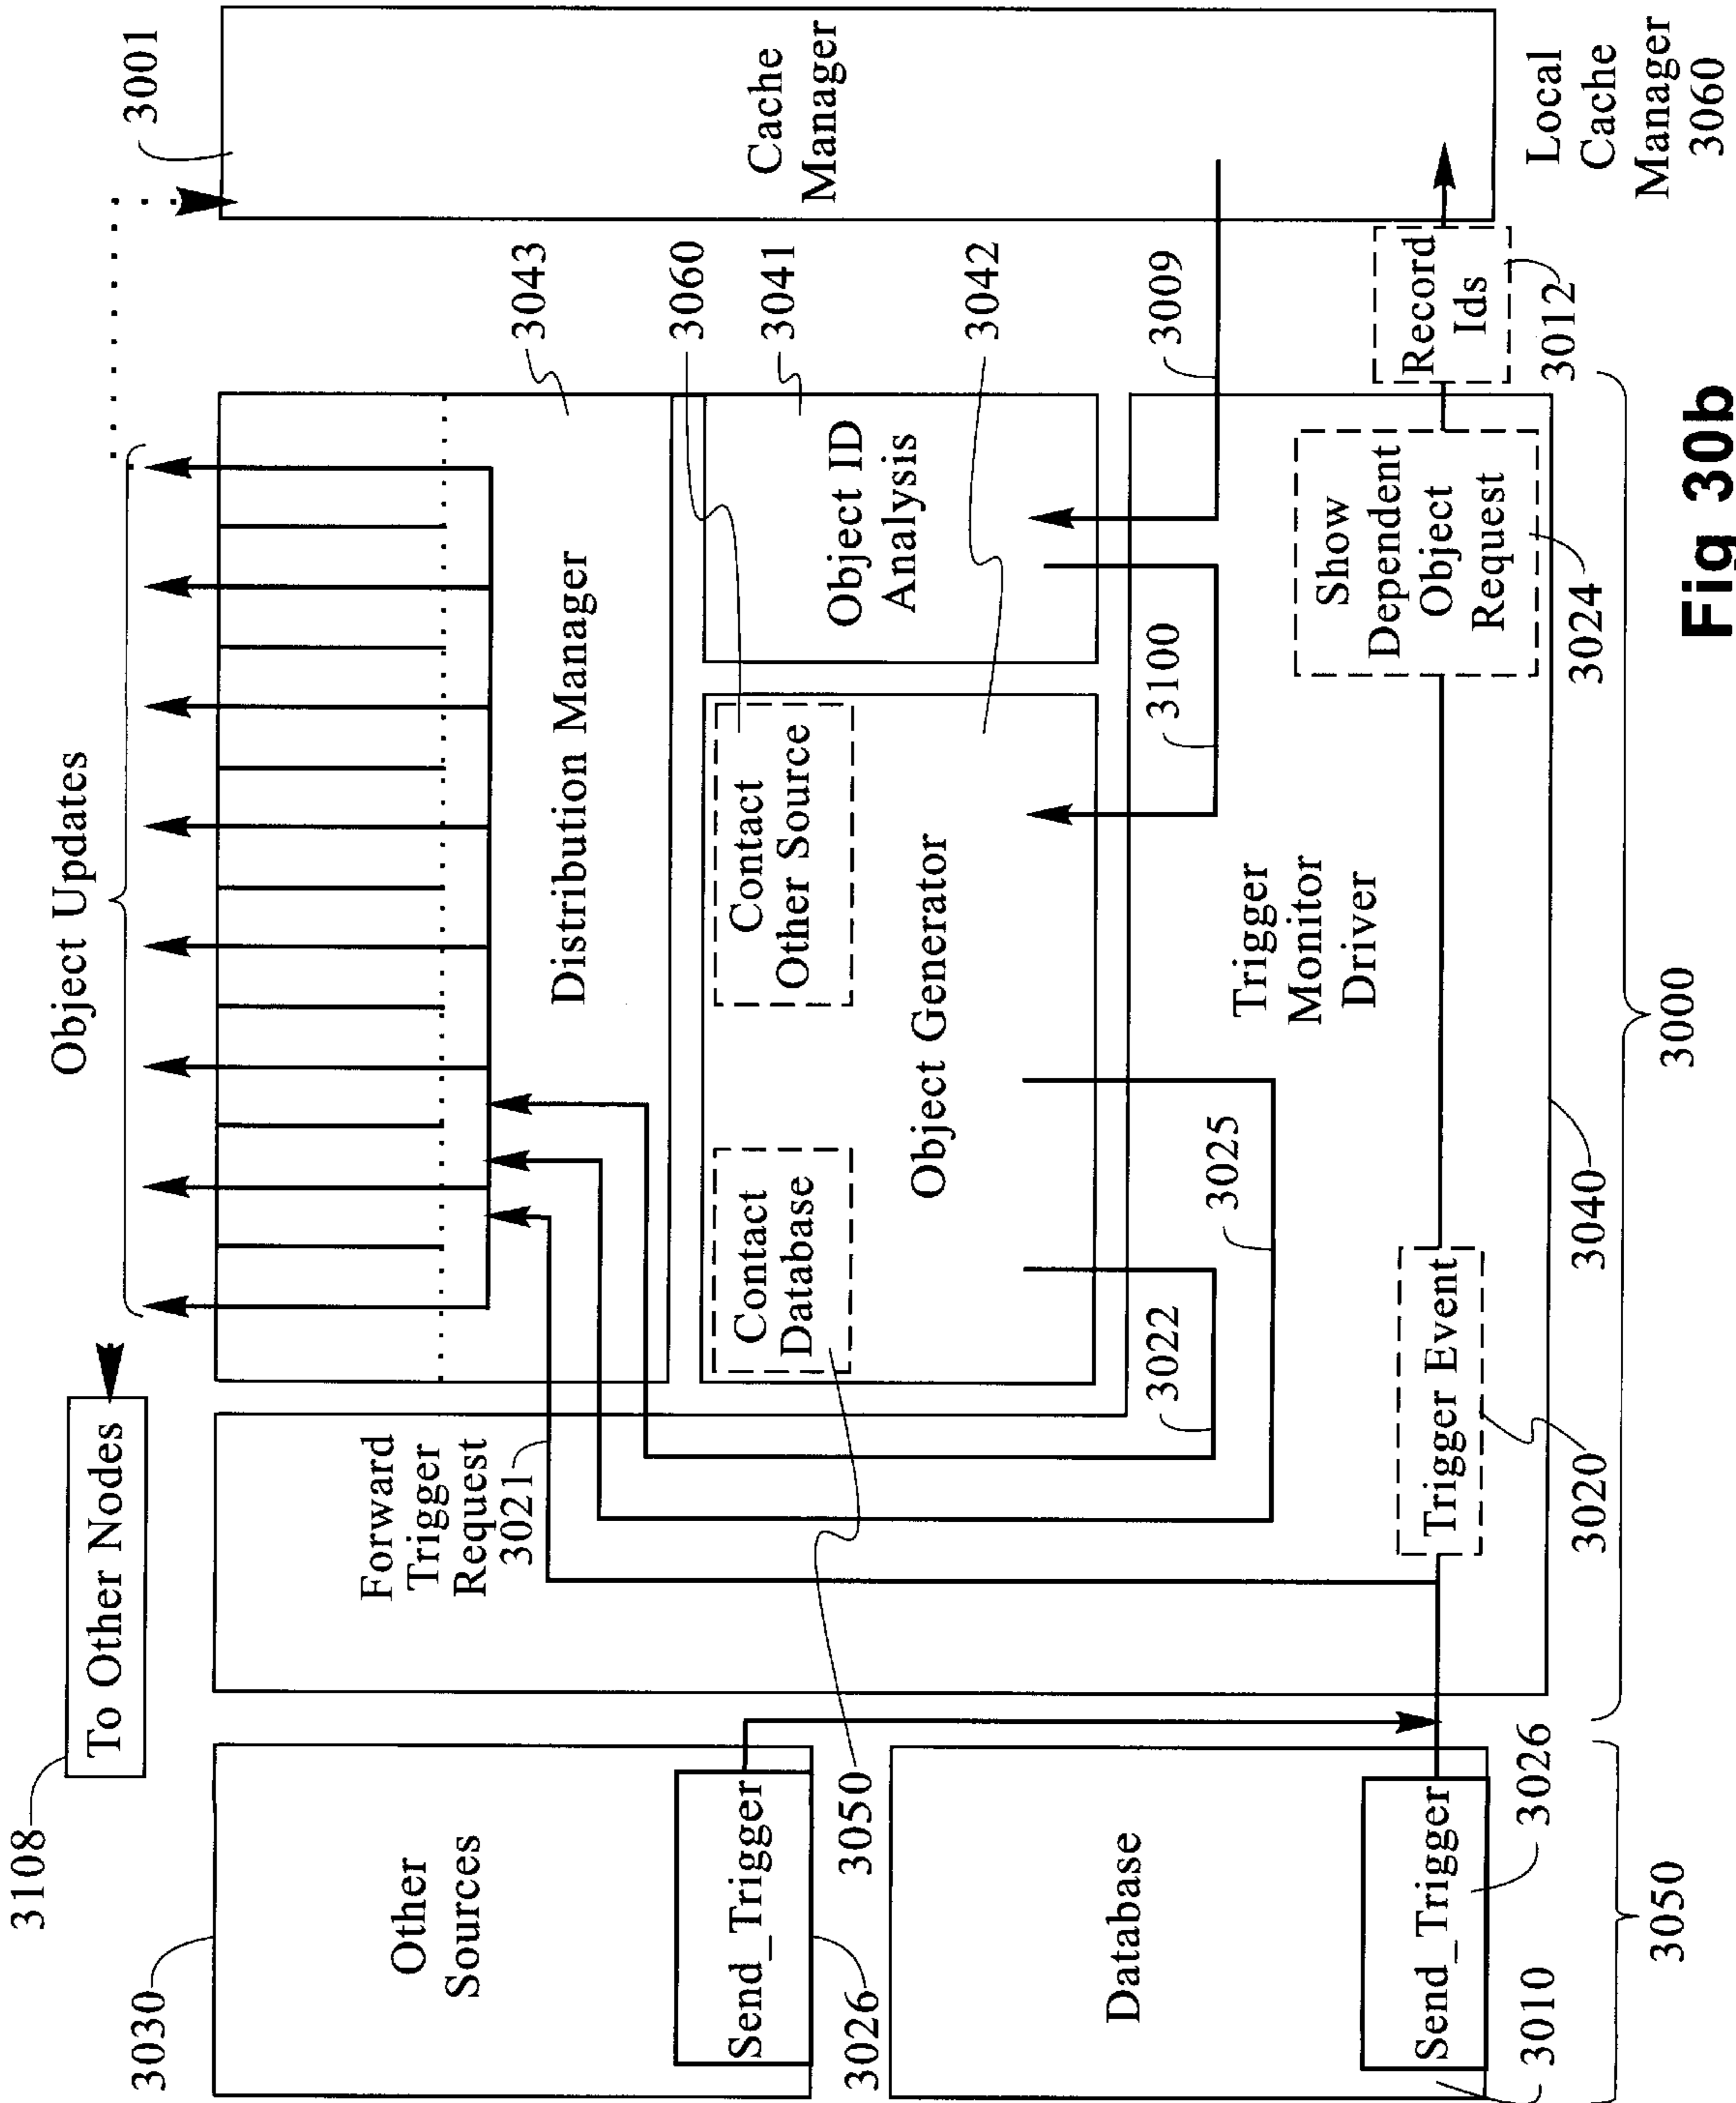 3108
To Other Nodes
Object Updates
3001
3030
Other
Sources
Send_Trigger
3026
Forward
Trigger
Request
3021
Distribution Manager
3043
3060
3041
3042
Cache
Manager
Contact
Database
Contact
Other Source
Object Generator
Object ID
Analysis
3050
3022
3025
3100
3009
Database
Send_Trigger
3026
3010
3050
Trigger
Monitor
Driver
Trigger Event
3020
3040
Show
Dependent
Object
Request
3024
Record
Ids
3012
3000
Local
Cache
Manager
3060
Fig 30b